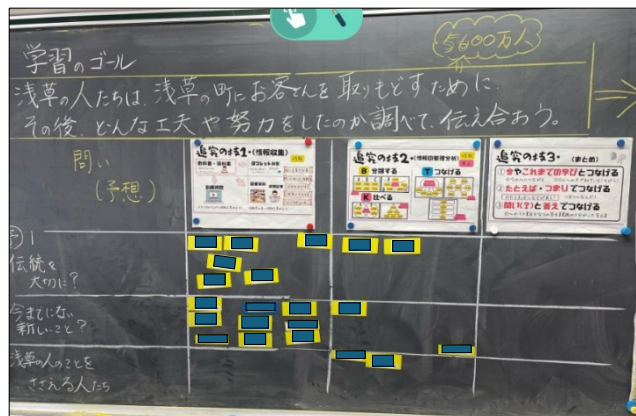 5600万人
学習のゴール
浅草の人たちは、浅草の町にお客さんを取りもどすために
その後、どんな工夫や努力をしたのか調べて、伝え合おう。
問い
(予想)
追究の技1・(情報収集)
追究の技2・(情報の整理分析)
B 分類する
T つなげる
K 比べる
追究の技3・(まとめ)
今やこれまでの学びとつなげる
たとえば・つまりでつなげる
問い(?)と答えでつなげる
伝統を
大切に?
今までにない
新しいこと?
浅草の人のことを
ささえる人たち